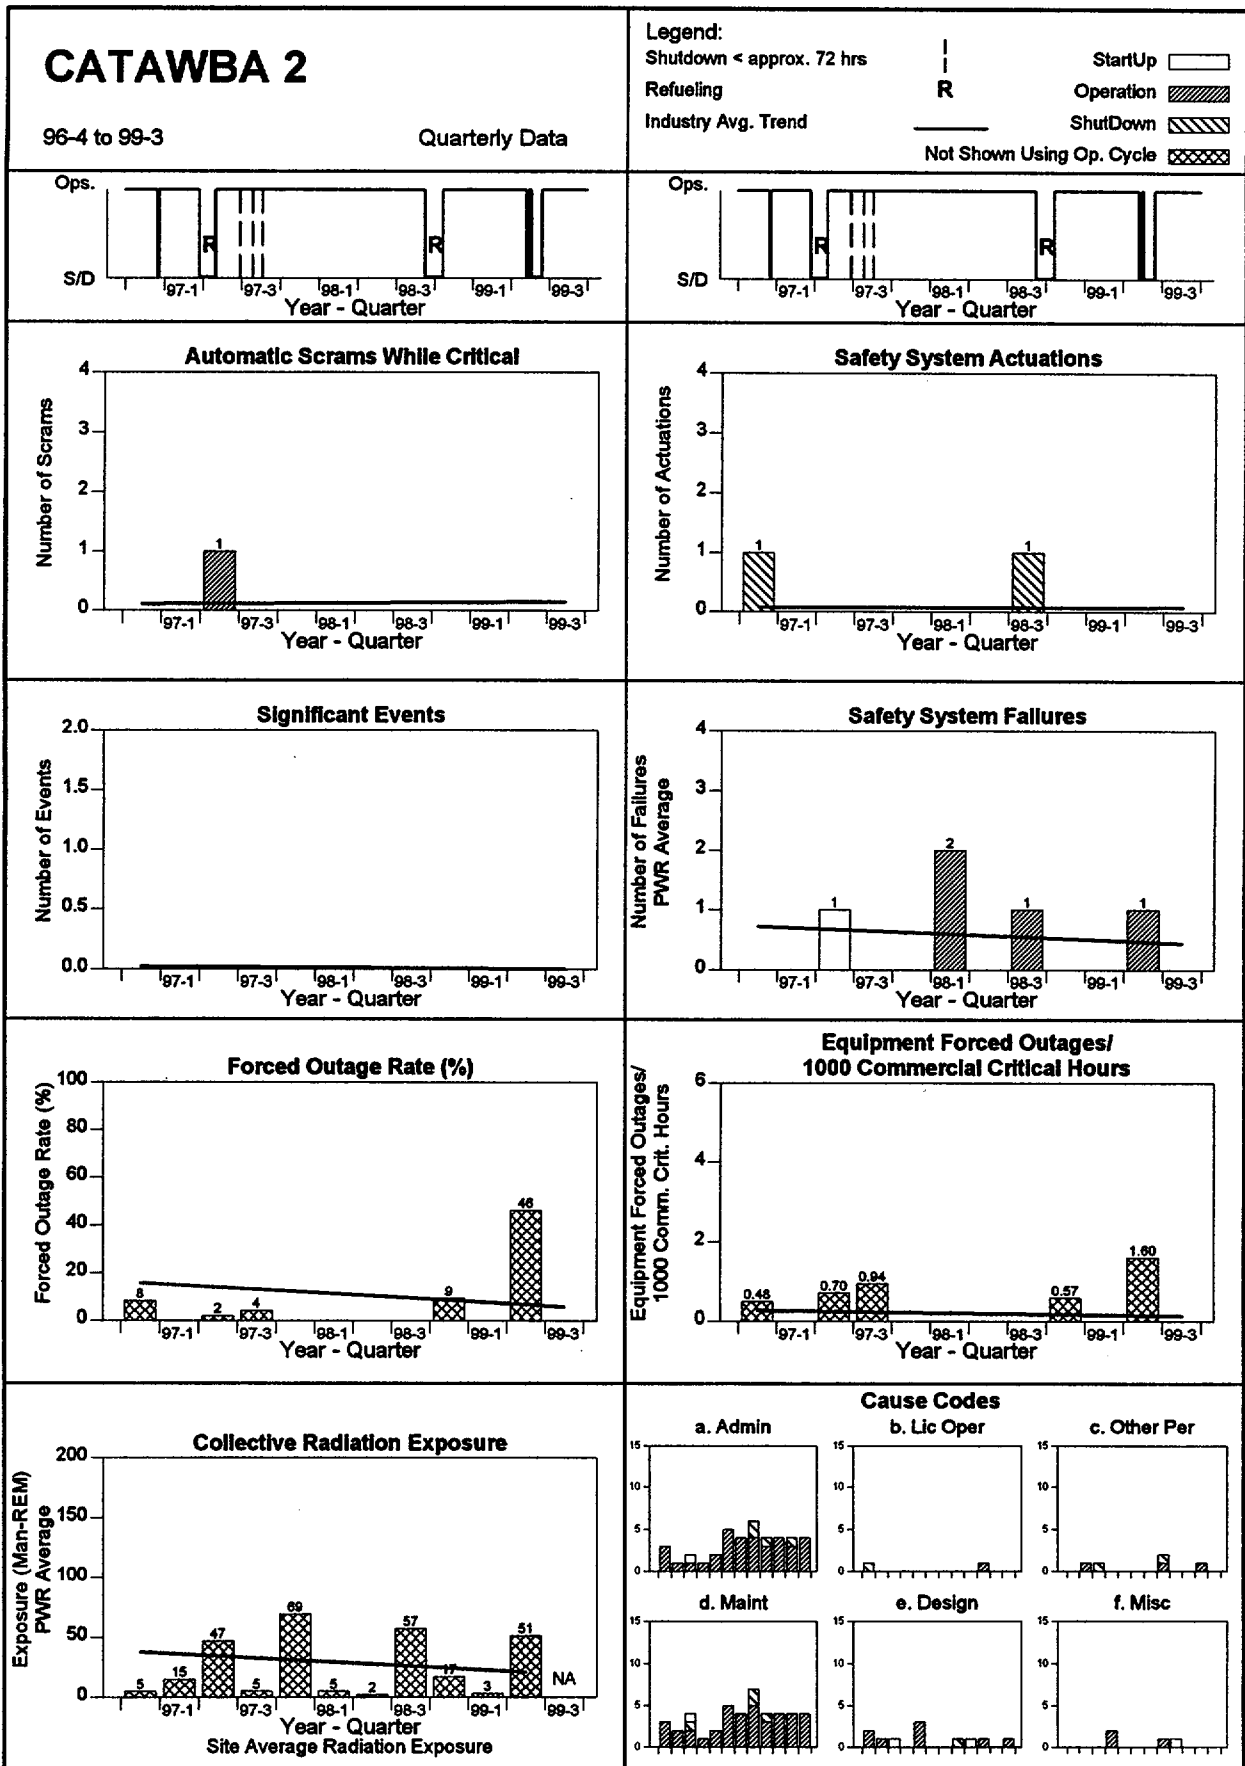 CATAWBA 2
96-4 to 99-3 Quarterly Data
Legend:
Shutdown < approx. 72 hrs
Refueling R
Industry Avg. Trend
StartUp
Operation
ShutDown
Not Shown Using Op. Cycle
Ops.
R R
S/D
97-1 97-3 98-1 98-3 99-1 99-3
Year - Quarter
Ops.
R R
S/D
97-1 97-3 98-1 98-3 99-1 99-3
Year - Quarter
Automatic Scrams While Critical
Number of Scrams
4
3
2
1
0
1
97-1 97-3 98-1 98-3 99-1 99-3
Year - Quarter
Safety System Actuations
Number of Actuations
4
3
2
1
0
1 1
97-1 97-3 98-1 98-3 99-1 99-3
Year - Quarter
Significant Events
Number of Events
2.0
1.5
1.0
0.5
0.0
97-1 97-3 98-1 98-3 99-1 99-3
Year - Quarter
Safety System Failures
Number of Failures
PWR Average
4
3
2
1
0
1 2 1 1
97-1 97-3 98-1 98-3 99-1 99-3
Year - Quarter
Forced Outage Rate (%)
Forced Outage Rate (%)
100
80
60
40
20
0
8 2 4 9 46
97-1 97-3 98-1 98-3 99-1 99-3
Year - Quarter
Equipment Forced Outages/
1000 Commercial Critical Hours
Equipment Forced Outages/
1000 Comm. Crit. Hours
6
4
2
0
0.48 0.70 0.94 0.57 1.60
97-1 97-3 98-1 98-3 99-1 99-3
Year - Quarter
Collective Radiation Exposure
Exposure (Man-REM)
PWR Average
200
150
100
50
0
5 15 47 5 69 5 2 57 17 3 51 NA
97-1 97-3 98-1 98-3 99-1 99-3
Year - Quarter
Site Average Radiation Exposure
Cause Codes
a. Admin
15
10
5
0
b. Lic Oper
15
10
5
0
c. Other Per
15
10
5
0
d. Maint
15
10
5
0
e. Design
15
10
5
0
f. Misc
15
10
5
0